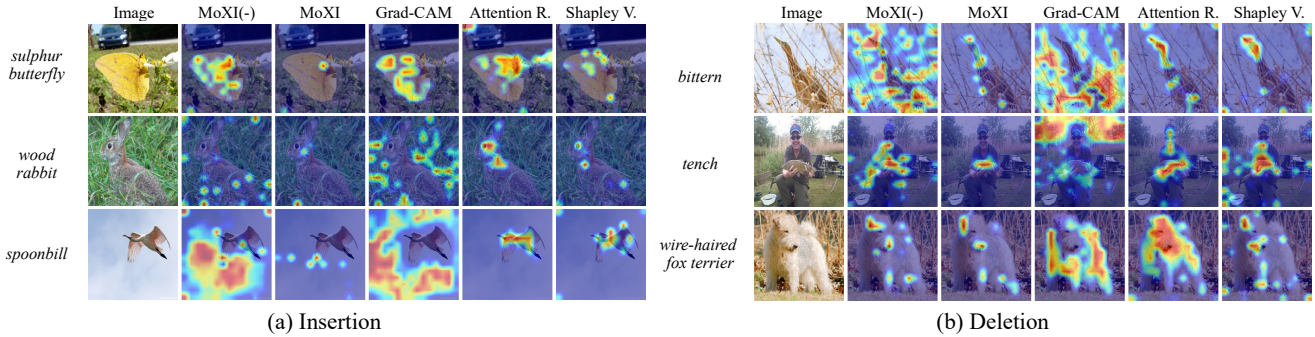 Image MoXI(-) MoXI Grad-CAM Attention R. Shapley V.
sulphur
butterfly
wood
rabbit
spoonbill
(a) Insertion
Image MoXI(-) MoXI Grad-CAM Attention R. Shapley V.
bittern
tench
wire-haired
fox terrier
(b) Deletion